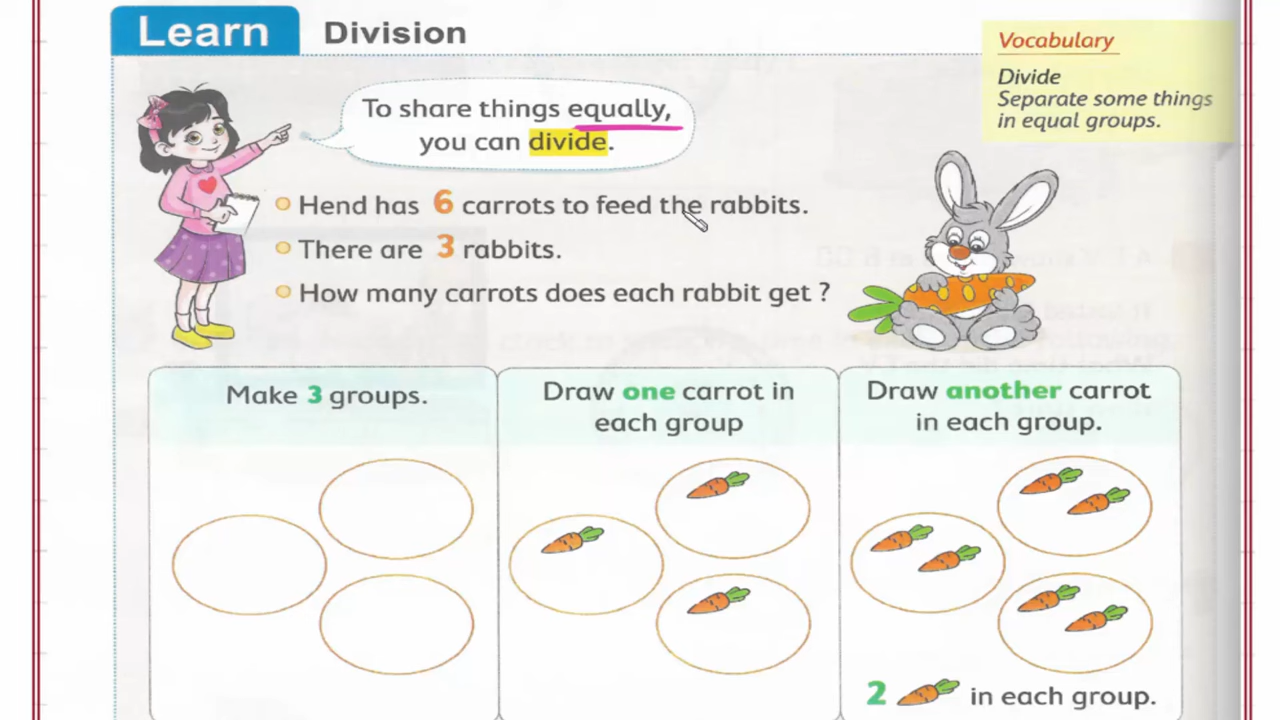 Learn Division
Vocabulary
Divide
Separate some things
in equal groups.
To share things equally,
you can divide.
Hend has 6 carrots to feed the rabbits.
There are 3 rabbits.
How many carrots does each rabbit get ?
Make 3 groups.
Draw one carrot in
each group
Draw another carrot
in each group.
2 in each group.